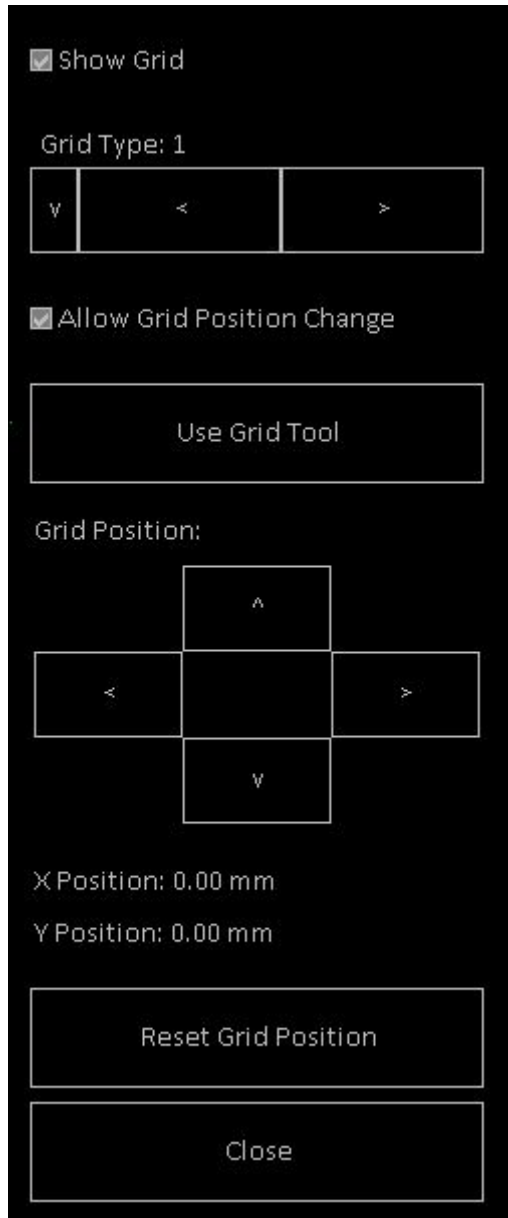 Show Grid
Grid Type: 1
v < >
Allow Grid Position Change
Use Grid Tool
Grid Position:
^
< >
v
X Position: 0.00 mm
Y Position: 0.00 mm
Reset Grid Position
Close